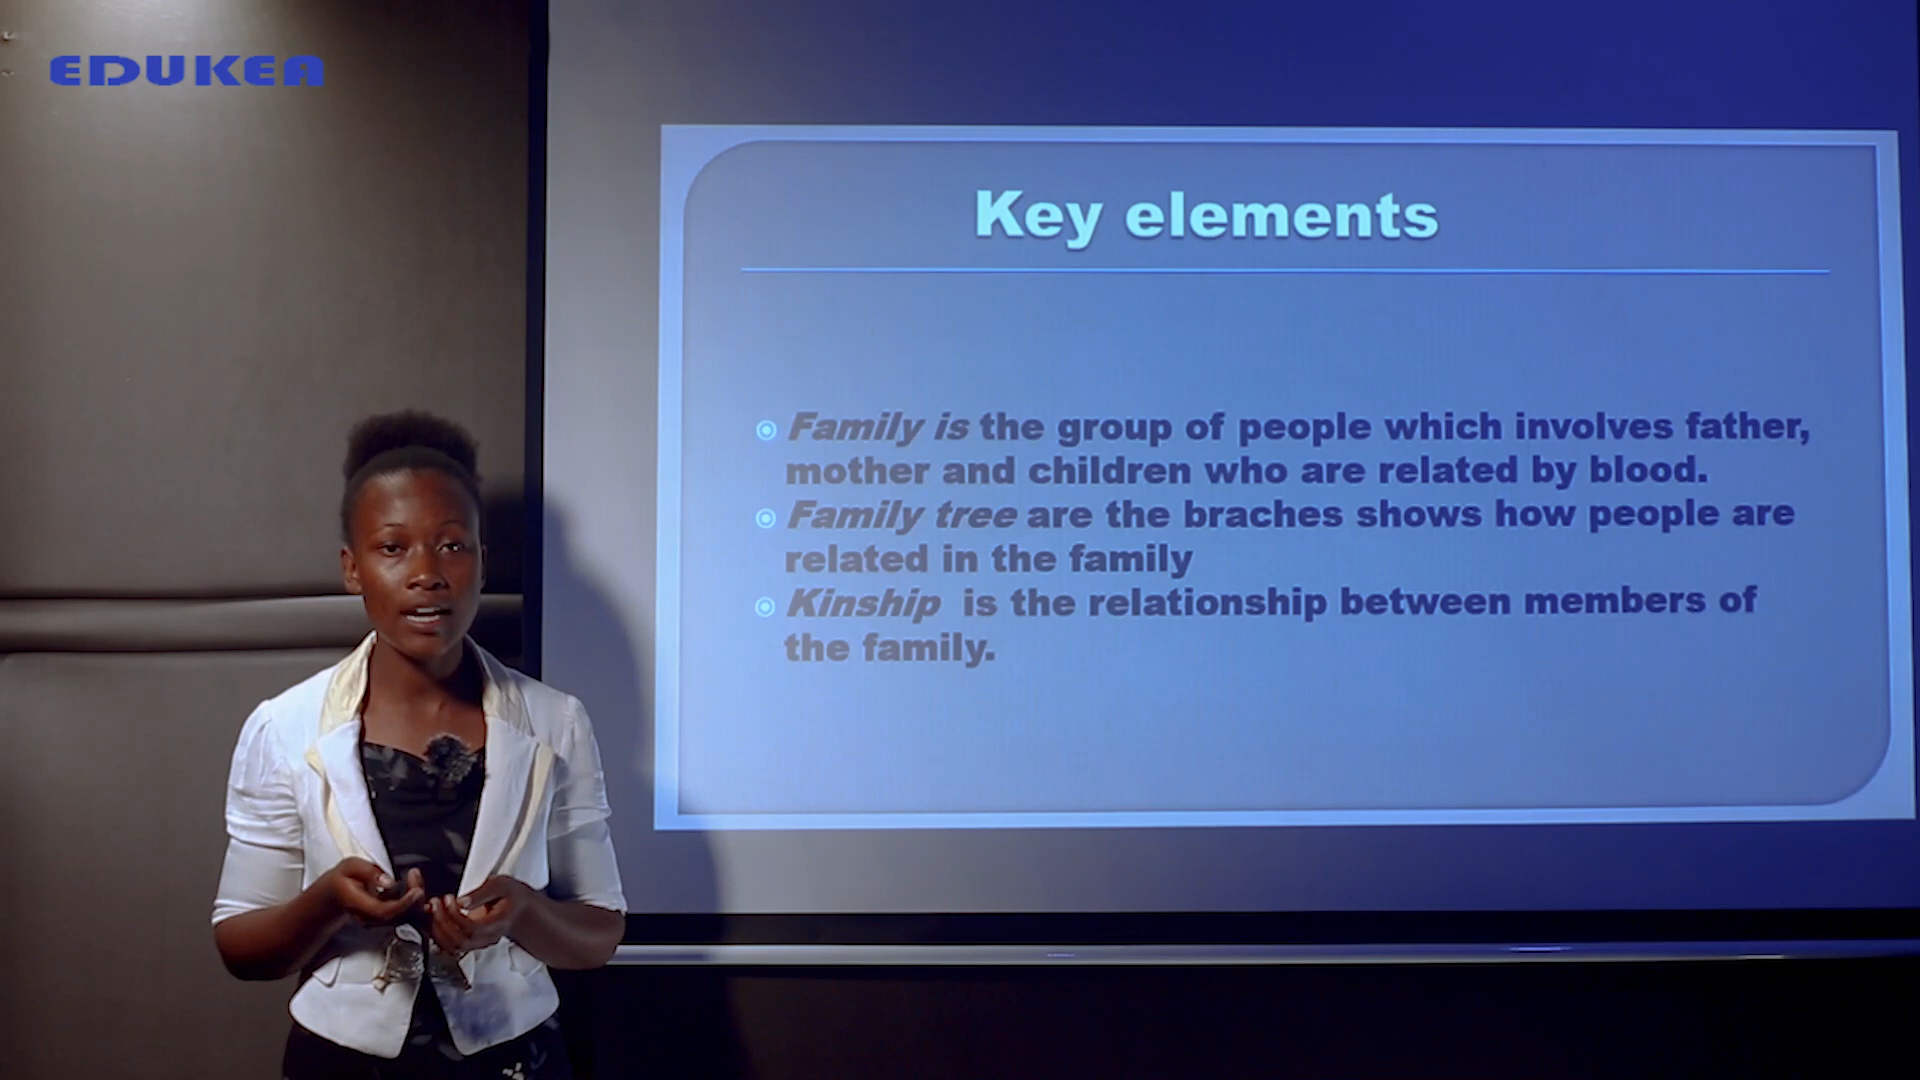 EDUKEA
Key elements
Family is the group of people which involves father,
mother and children who are related by blood.
Family tree are the braches shows how people are
related in the family
Kinship is the relationship between members of
the family.